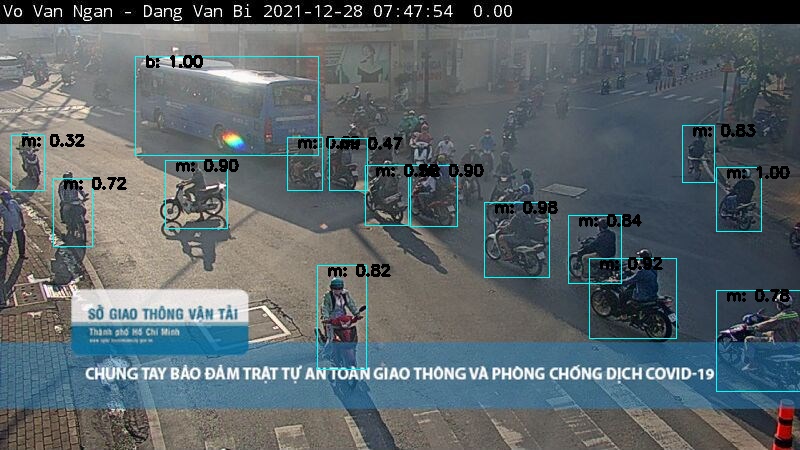 Vo Van Ngan - Dang Van Bi 2021-12-28 07:47:54 0.00
b: 1.00
m: 0.32
m: 0.47
m: 0.83
m: 0.90
m: 0.90
m: 1.00
m: 0.72
m: 0.98
m: 0.84
m: 0.92
m: 0.82
m: 0.78
SỞ GIAO THÔNG VẬN TẢI
Thành phố Hồ Chí Minh
CHUNG TAY BẢO ĐẢM TRẬT TỰ AN TOÀN GIAO THÔNG VÀ PHÒNG CHỐNG DỊCH COVID-19